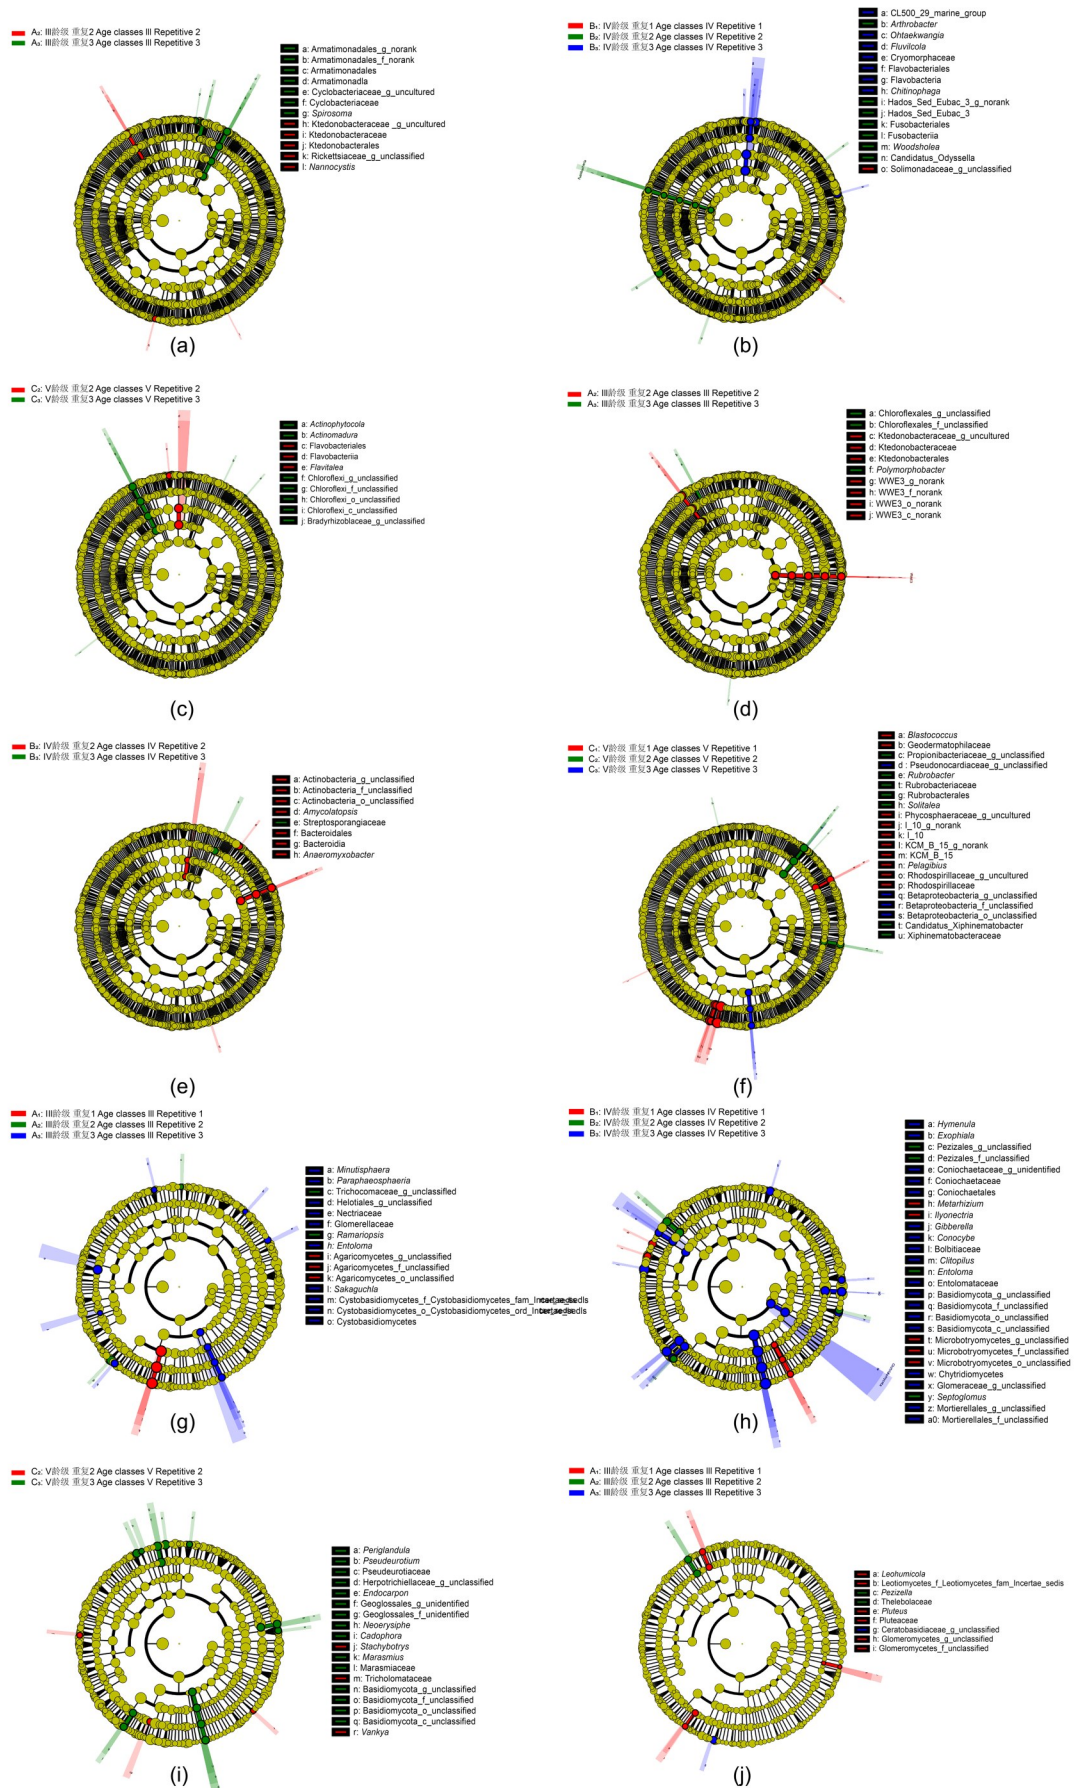 A₂: III龄级 重复2 Age classes III Repetitive 2
A₃: III龄级 重复3 Age classes III Repetitive 3
a: Armatimonadales_g_norank
b: Armatimonadales_f_norank
c: Armatimonadales
d: Armatimonadla
e: Cyclobacteriaceae_g_uncultured
f: Cyclobacteriaceae
g: Spirosoma
h: Ktedonobacteraceae _g_uncultured
i: Ktedonobacteraceae
j: Ktedonobacterales
k: Rickettsiaceae_g_unclassified
l: Nannocystis
(a)
B₁: IV龄级 重复1 Age classes IV Repetitive 1
B₂: IV龄级 重复2 Age classes IV Repetitive 2
B₃: IV龄级 重复3 Age classes IV Repetitive 3
a: CL500_29_marine_group
b: Arthrobacter
c: Ohtaekwangia
d: Fluviicola
e: Cryomorphaceae
f: Flavobacteriales
g: Flavobacteria
h: Chitinophaga
i: Hados_Sed_Eubac_3_g_norank
j: Hados_Sed_Eubac_3
k: Fusobacteriales
l: Fusobacteriia
m: Woodsholea
n: Candidatus_Odyssella
o: Solimonadaceae_g_unclassified
(b)
C₂: V龄级 重复2 Age classes V Repetitive 2
C₃: V龄级 重复3 Age classes V Repetitive 3
a: Actinophytocola
b: Actinomadura
c: Flavobacteriales
d: Flavobacteriia
e: Flavitalea
f: Chloroflexi_g_unclassified
g: Chloroflexi_f_unclassified
h: Chloroflexi_o_unclassified
i: Chloroflexi_c_unclassified
j: Bradyrhizoblaceae_g_unclassified
(c)
A₂: III龄级 重复2 Age classes III Repetitive 2
A₃: III龄级 重复3 Age classes III Repetitive 3
a: Chloroflexales_g_unclassified
b: Chloroflexales_f_unclassified
c: Ktedonobacteraceae_g_uncultured
d: Ktedonobacteraceae
e: Ktedonobacterales
f: Polymorphobacter
g: WWE3_g_norank
h: WWE3_f_norank
i: WWE3_o_norank
j: WWE3_c_norank
(d)
B₂: IV龄级 重复2 Age classes IV Repetitive 2
B₃: IV龄级 重复3 Age classes IV Repetitive 3
a: Actinobacteria_g_unclassified
b: Actinobacteria_f_unclassified
c: Actinobacteria_o_unclassified
d: Amycolatopsis
e: Streptosporangiaceae
f: Bacteroidales
g: Bacteroidia
h: Anaeromyxobacter
(e)
C₁: V龄级 重复1 Age classes V Repetitive 1
C₂: V龄级 重复2 Age classes V Repetitive 2
C₃: V龄级 重复3 Age classes V Repetitive 3
a: Blastococcus
b: Geodermatophilaceae
c: Propionibacteriaceae_g_unclassified
d : Pseudonocardiaceae_g_unclassified
e: Rubrobacter
f: Rubrobacteriaceae
g: Rubrobacterales
h: Solitalea
i: Phycosphaeraceae_g_uncultured
j: I_10_g_norank
k: I_10
l: KCM_B_15_g_norank
m: KCM_B_15
n: Pelagibius
o: Rhodospirillaceae_g_uncultured
p: Rhodospirillaceae
q: Betaproteobacteria_g_unclassified
r: Betaproteobacteria_f_unclassified
s: Betaproteobacteria_o_unclassified
t: Candidatus_Xiphinematobacter
u: Xiphinematobacteraceae
(f)
A₁: III龄级 重复1 Age classes III Repetitive 1
A₂: III龄级 重复2 Age classes III Repetitive 2
A₃: III龄级 重复3 Age classes III Repetitive 3
a: Minutisphaera
b: Paraphaeosphaeria
c: Trichocomaceae_g_unclassified
d: Helotiales_g_unclassified
e: Nectriaceae
f: Glomerellaceae
g: Ramariopsis
h: Entoloma
i: Agaricomycetes_g_unclassified
j: Agaricomycetes_f_unclassified
k: Agaricomycetes_o_unclassified
l: Sakaguchla
m: Cystobasidiomycetes_f_Cystobasidiomycetes_fam_Incertae_sedis
n: Cystobasidiomycetes_o_Cystobasidiomycetes_ord_Incertae_sedis
o: Cystobasidiomycetes
(g)
B₁: IV龄级 重复1 Age classes IV Repetitive 1
B₂: IV龄级 重复2 Age classes IV Repetitive 2
B₃: IV龄级 重复3 Age classes IV Repetitive 3
a: Hymenula
b: Exophiala
c: Pezizales_g_unclassified
d: Pezizales_f_unclassified
e: Coniochaetaceae_g_unidentified
f: Coniochaetaceae
g: Coniochaetales
h: Metarhizium
i: Ilyonectria
j: Gibberella
k: Conocybe
l: Bolbitiaceae
m: Clitopilus
n: Entoloma
o: Entolomataceae
p: Basidiomycota_g_unclassified
q: Basidiomycota_f_unclassified
r: Basidiomycota_o_unclassified
s: Basidiomycota_c_unclassified
t: Microbotryomycetes_g_unclassified
u: Microbotryomycetes_f_unclassified
v: Microbotryomycetes_o_unclassified
w: Chytridiomycetes
x: Glomeraceae_g_unclassified
y: Septoglomus
z: Mortierellales_g_unclassified
a0: Mortierellales_f_unclassified
(h)
C₂: V龄级 重复2 Age classes V Repetitive 2
C₃: V龄级 重复3 Age classes V Repetitive 3
a: Periglandula
b: Pseudeurotium
c: Pseudeurotiaceae
d: Herpotrichiellaceae_g_unclassified
e: Endocarpon
f: Geoglossales_g_unidentified
g: Geoglossales_f_unidentified
h: Neoerysiphe
i: Cadophora
j: Stachybotrys
k: Marasmius
l: Marasmiaceae
m: Tricholomataceae
n: Basidiomycota_g_unclassified
o: Basidiomycota_f_unclassified
p: Basidiomycota_o_unclassified
q: Basidiomycota_c_unclassified
r: Vankya
(i)
A₁: III龄级 重复1 Age classes III Repetitive 1
A₂: III龄级 重复2 Age classes III Repetitive 2
A₃: III龄级 重复3 Age classes III Repetitive 3
a: Leohumicola
b: Leotiomycetes_f_Leotiomycetes_fam_Incertae_sedis
c: Pezizella
d: Thelebolaceae
e: Pluteus
f: Pluteaceae
g: Ceratobasidiaceae_g_unclassified
h: Glomeromycetes_g_unclassified
i: Glomeromycetes_f_unclassified
(j)